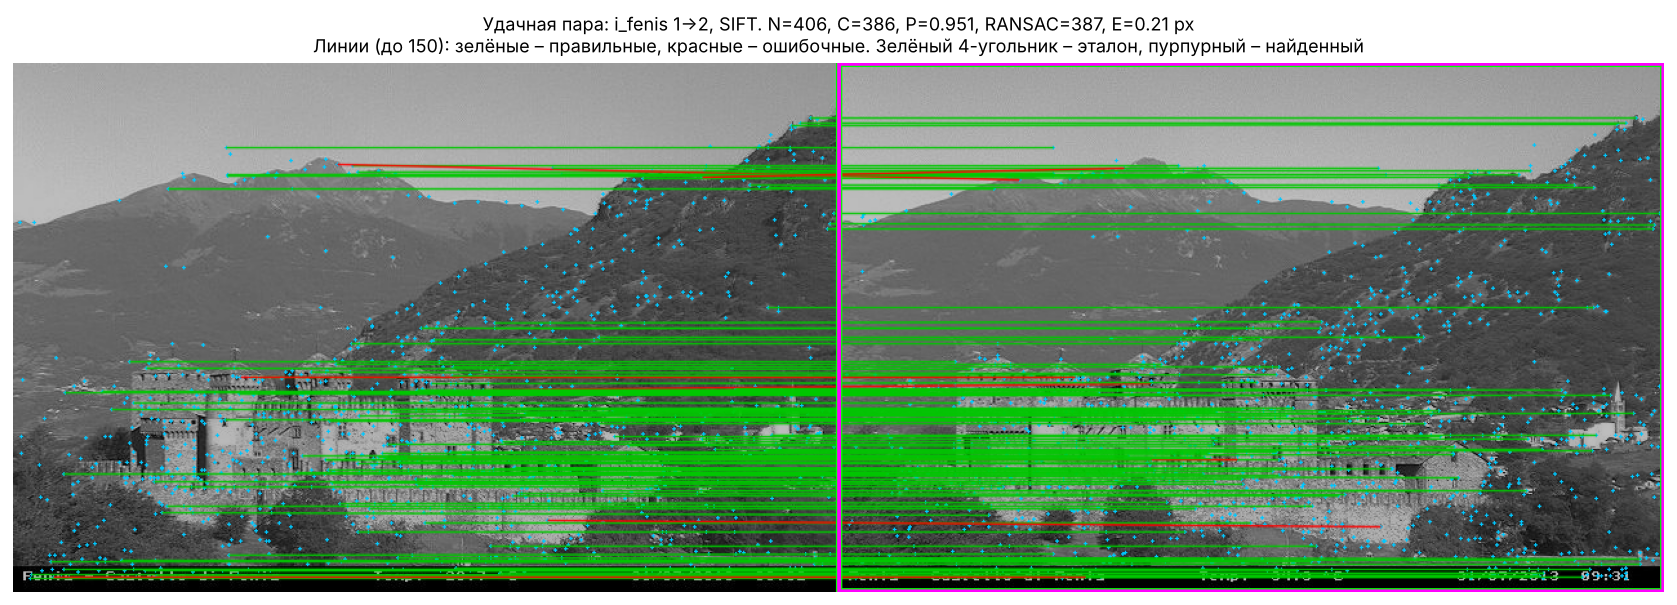 Удачная пара: i_fenis 1→2, SIFT. N=406, C=386, P=0.951, RANSAC=387, E=0.21 px
Линии (до 150): зелёные – правильные, красные – ошибочные. Зелёный 4-угольник – эталон, пурпурный – найденный
31/07/2013 09:31